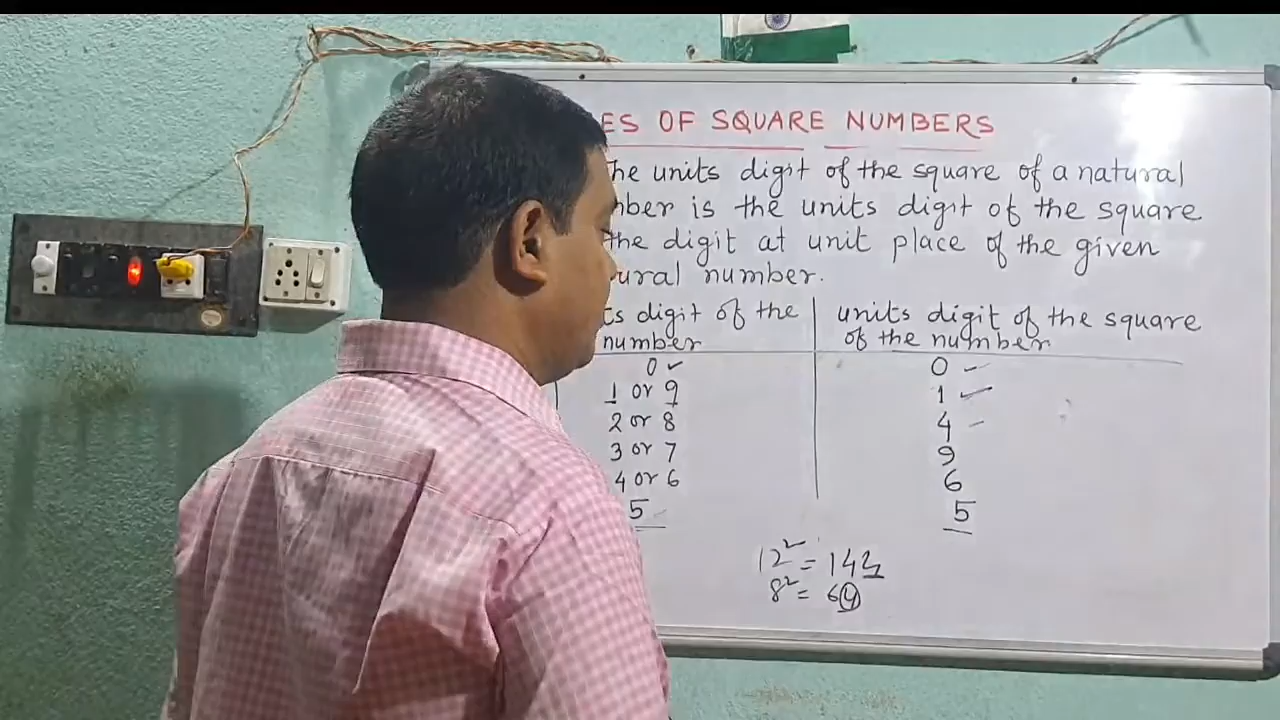 ES OF SQUARE NUMBERS
he units digit of the square of a natural
ber is the units digit of the square
the digit at unit place of the given
ural number.
ts digit of the number | units digit of the square of the number
0 ✓ 0
1 or 9 1
2 or 8 4
3 or 7 9
4 or 6 6
5 5
12² = 144
8² = 64